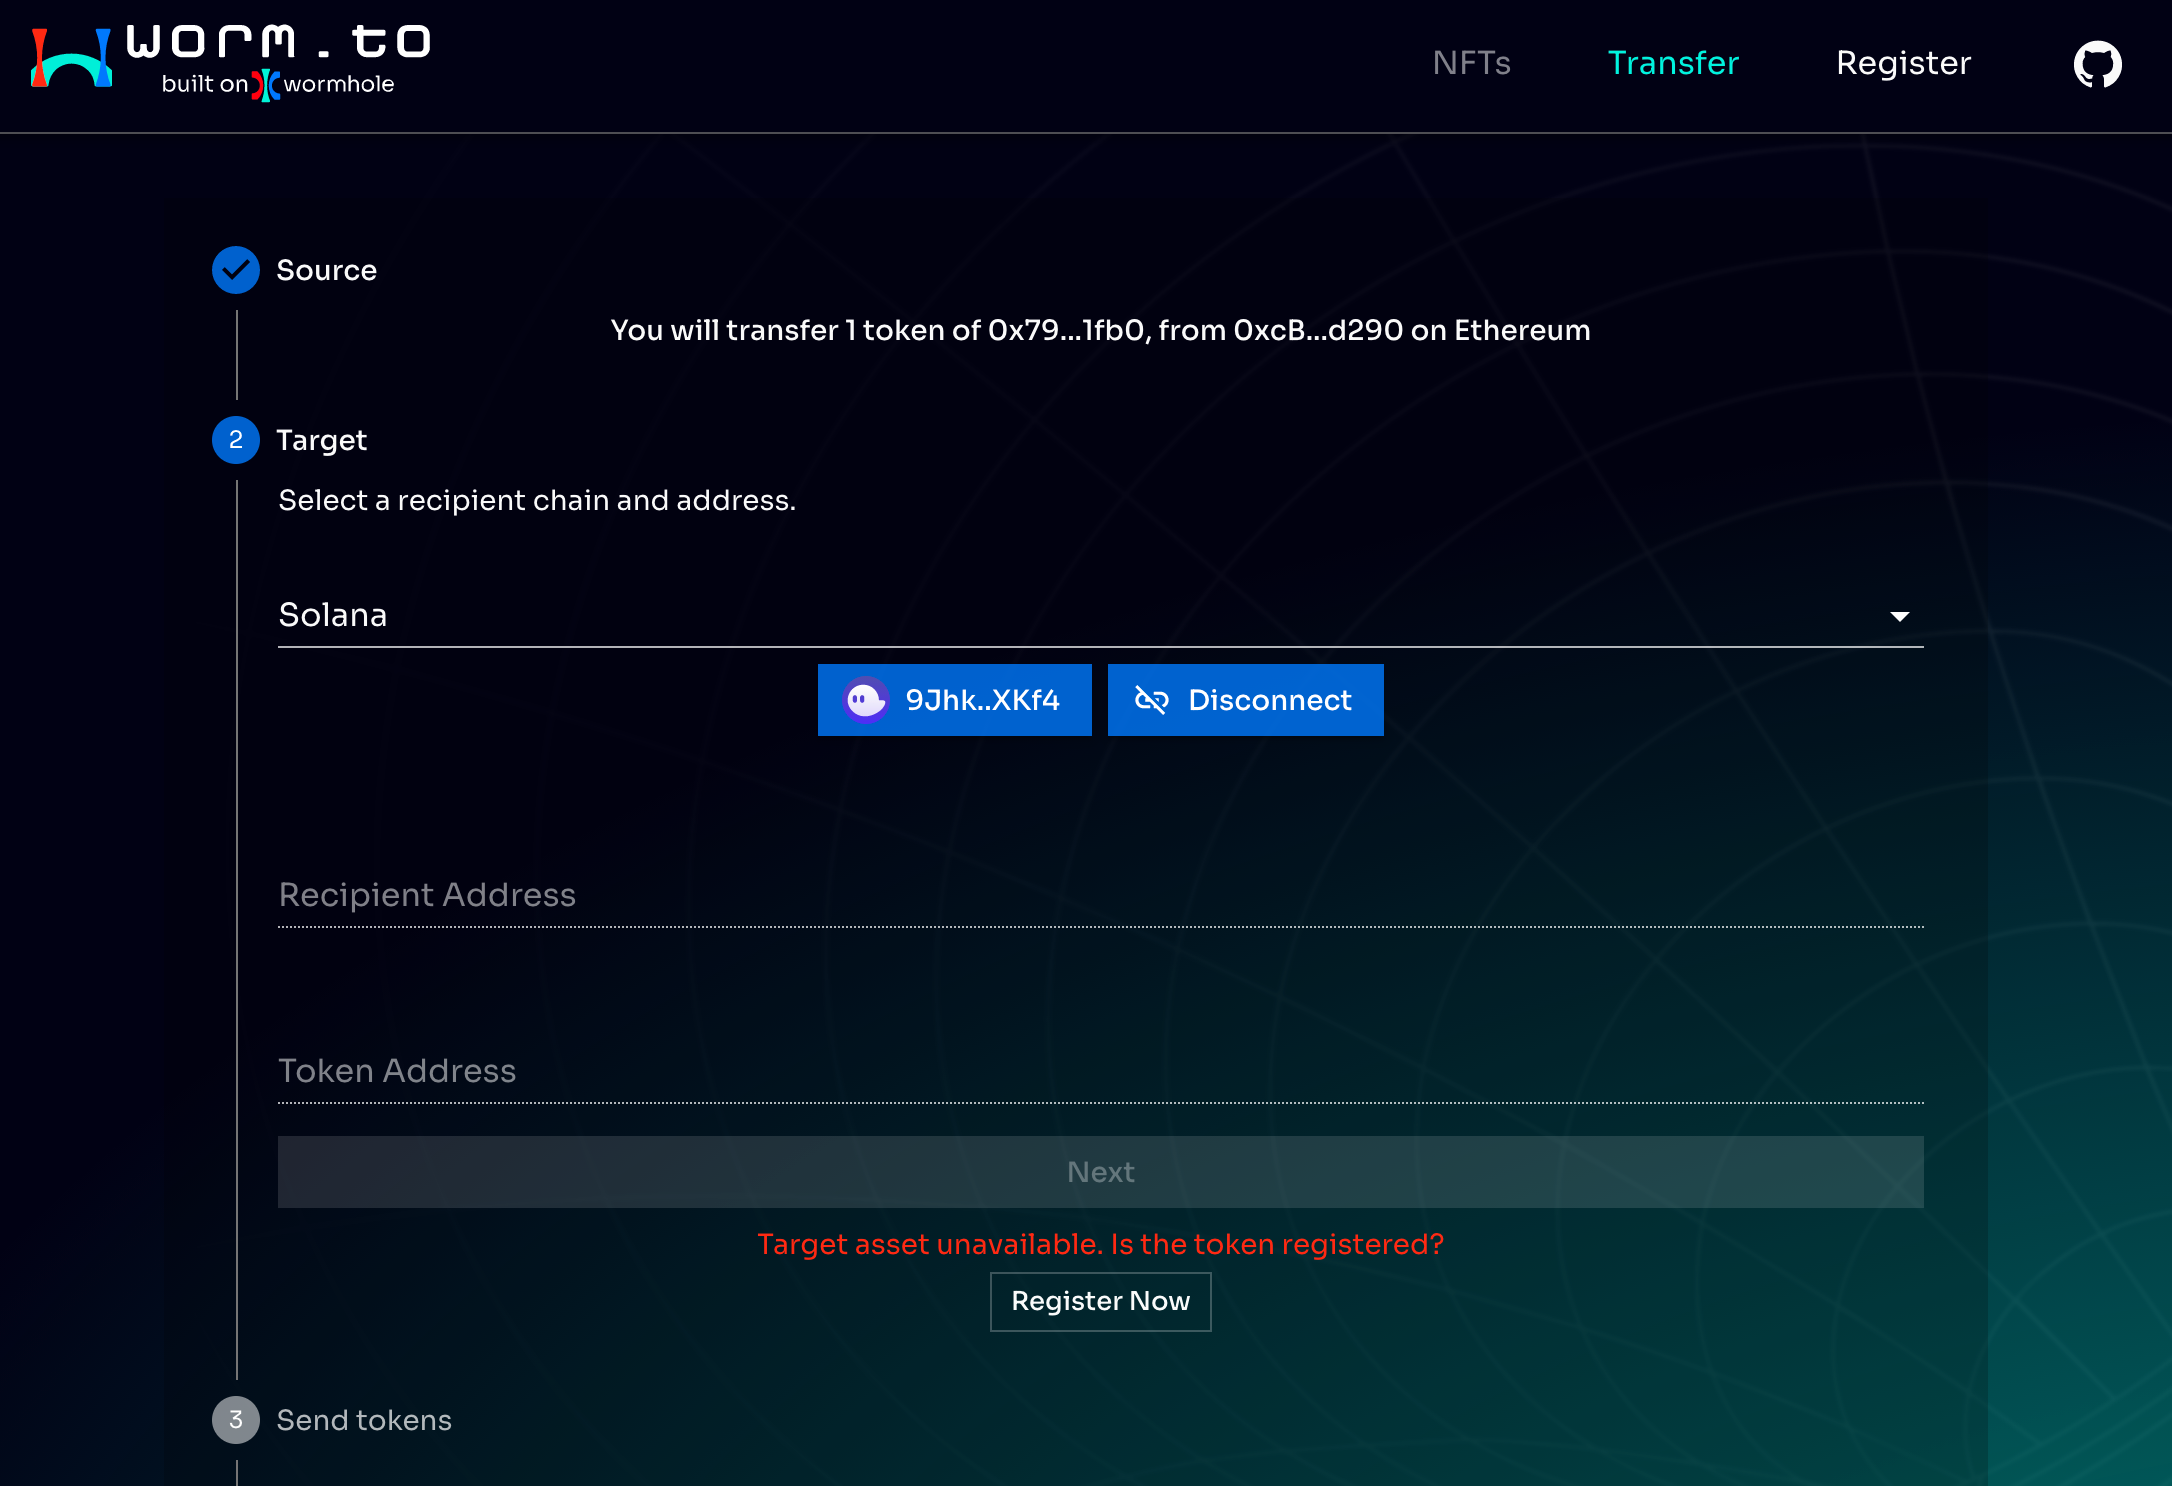 worm.to
built on wormhole
NFTs
Transfer
Register
Source
You will transfer 1 token of 0x79...1fb0, from 0xcB...d290 on Ethereum
2
Target
Select a recipient chain and address.
Solana
9Jhk..XKf4
Disconnect
Recipient Address
Token Address
Next
Target asset unavailable. Is the token registered?
Register Now
3
Send tokens